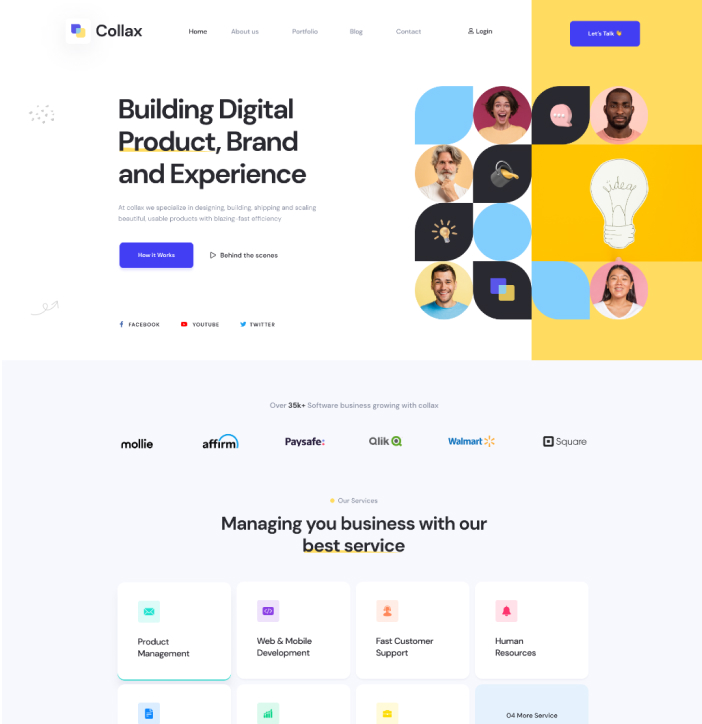 Collax
Home About us Portfolio Blog Contact Login Let's Talk
Building Digital
Product, Brand
and Experience
idea
At collax we specialize in designing, building, shipping and scaling
beautiful, usable products with blazing-fast efficiency
How It Works Behind the scenes
FACEBOOK YOUTUBE TWITTER
Over 35k+ Software business growing with collax
mollie affirm Paysafe: Qlik Walmart Square
Our Services
Managing you business with our
best service
Product
Management
Web & Mobile
Development
Fast Customer
Support
Human
Resources
04 More Service